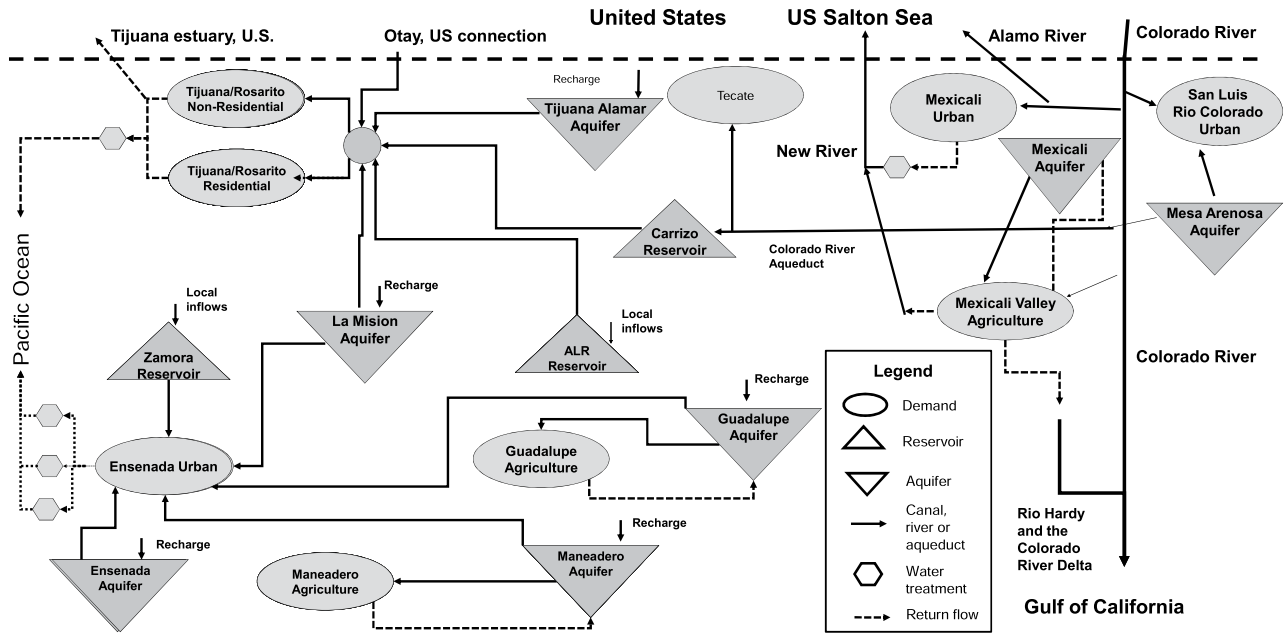 United States
US Salton Sea
Tijuana estuary, U.S.
Otay, US connection
Alamo River
Colorado River
Recharge
Tijuana/Rosarito
Non-Residential
Tijuana Alamar
Aquifer
Tecate
Mexicali
Urban
San Luis
Rio Colorado
Urban
Tijuana/Rosarito
Residential
New River
Mexicali
Aquifer
Mesa Arenosa
Aquifer
Carrizo
Reservoir
Colorado River
Aqueduct
Pacific Ocean
Local
inflows
Recharge
La Mision
Aquifer
Local
inflows
Mexicali Valley
Agriculture
Zamora
Reservoir
ALR
Reservoir
Colorado River
Recharge
Guadalupe
Aquifer
Guadalupe
Agriculture
Ensenada Urban
Recharge
Ensenada
Aquifer
Recharge
Maneadero
Aquifer
Maneadero
Agriculture
Legend
Demand
Reservoir
Aquifer
Canal,
river or
aqueduct
Water
treatment
Return flow
Rio Hardy
and the
Colorado
River Delta
Gulf of California